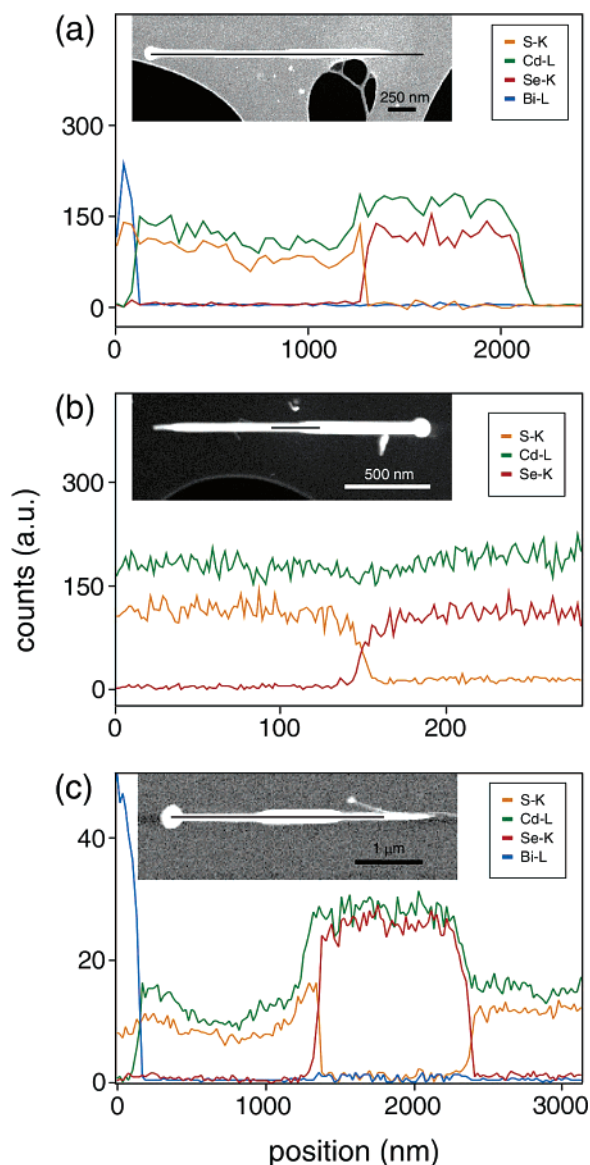 (a)
S-K
Cd-L
Se-K
Bi-L
250 nm
300
150
0
0 1000 2000
(b)
S-K
Cd-L
Se-K
500 nm
300
150
0
0 100 200
counts (a.u.)
(c)
S-K
Cd-L
Se-K
Bi-L
1 μm
40
20
0
0 1000 2000 3000
position (nm)